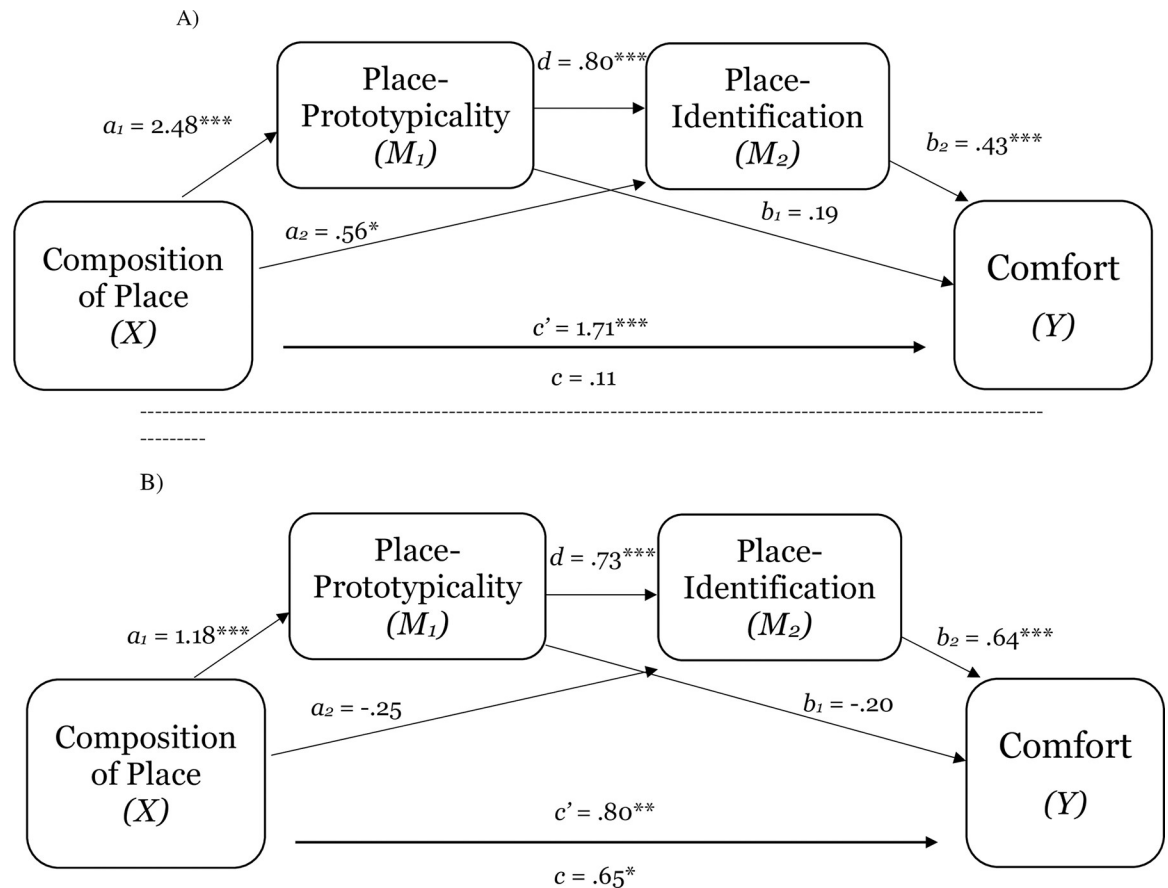 A)
Place-
Prototypicality
(M₁)
d = .80***
Place-
Identification
(M₂)
a₁ = 2.48***
b₂ = .43***
a₂ = .56*
b₁ = .19
Composition
of Place
(X)
Comfort
(Y)
c’ = 1.71***
c = .11
B)
Place-
Prototypicality
(M₁)
d = .73***
Place-
Identification
(M₂)
a₁ = 1.18***
b₂ = .64***
a₂ = -.25
b₁ = -.20
Composition
of Place
(X)
Comfort
(Y)
c’ = .80**
c = .65*